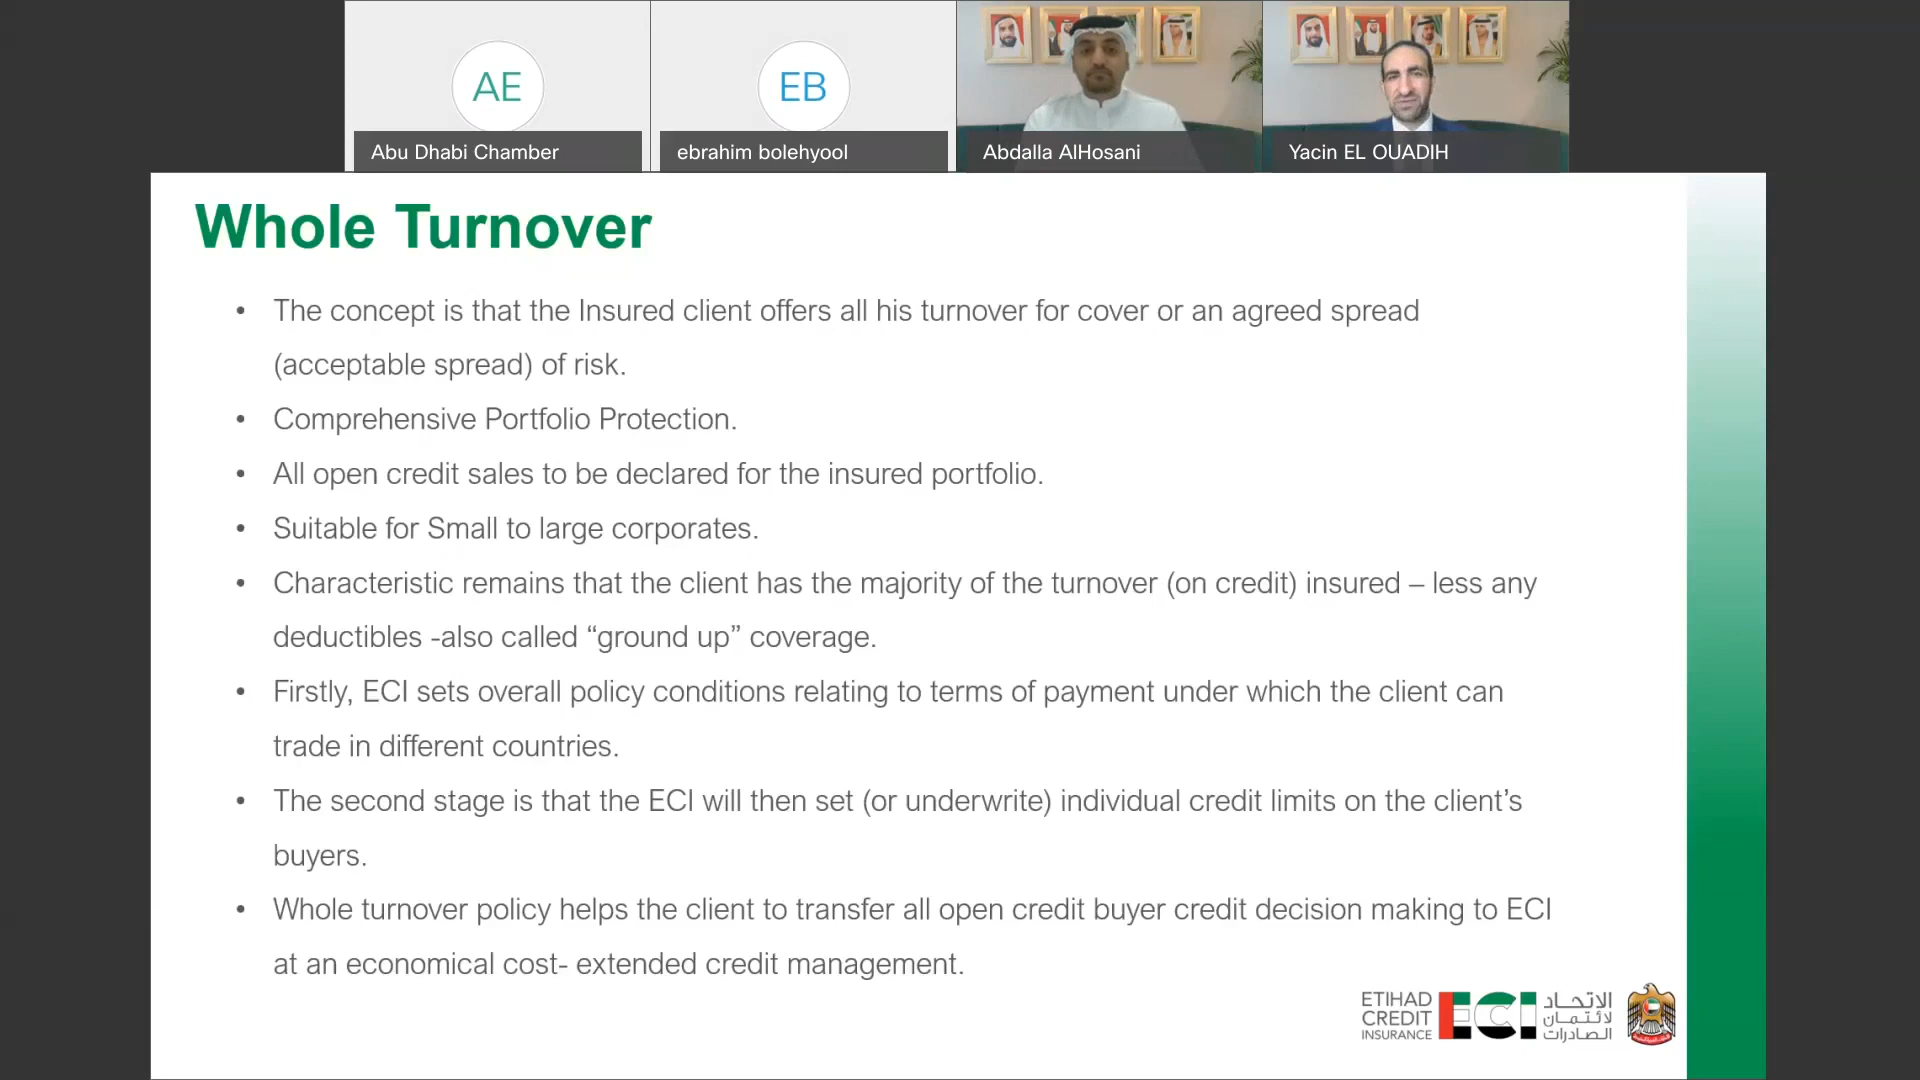 AE
Abu Dhabi Chamber
EB
ebrahim bolehyool
Abdalla AlHosani
Yacin EL OUADIH
Whole Turnover
• The concept is that the Insured client offers all his turnover for cover or an agreed spread
(acceptable spread) of risk.
• Comprehensive Portfolio Protection.
• All open credit sales to be declared for the insured portfolio.
• Suitable for Small to large corporates.
• Characteristic remains that the client has the majority of the turnover (on credit) insured – less any
deductibles -also called “ground up” coverage.
• Firstly, ECI sets overall policy conditions relating to terms of payment under which the client can
trade in different countries.
• The second stage is that the ECI will then set (or underwrite) individual credit limits on the client’s
buyers.
• Whole turnover policy helps the client to transfer all open credit buyer credit decision making to ECI
at an economical cost- extended credit management.
ETIHAD
CREDIT
INSURANCE
ECI
الاتحاد
لائتمان
الصادرات